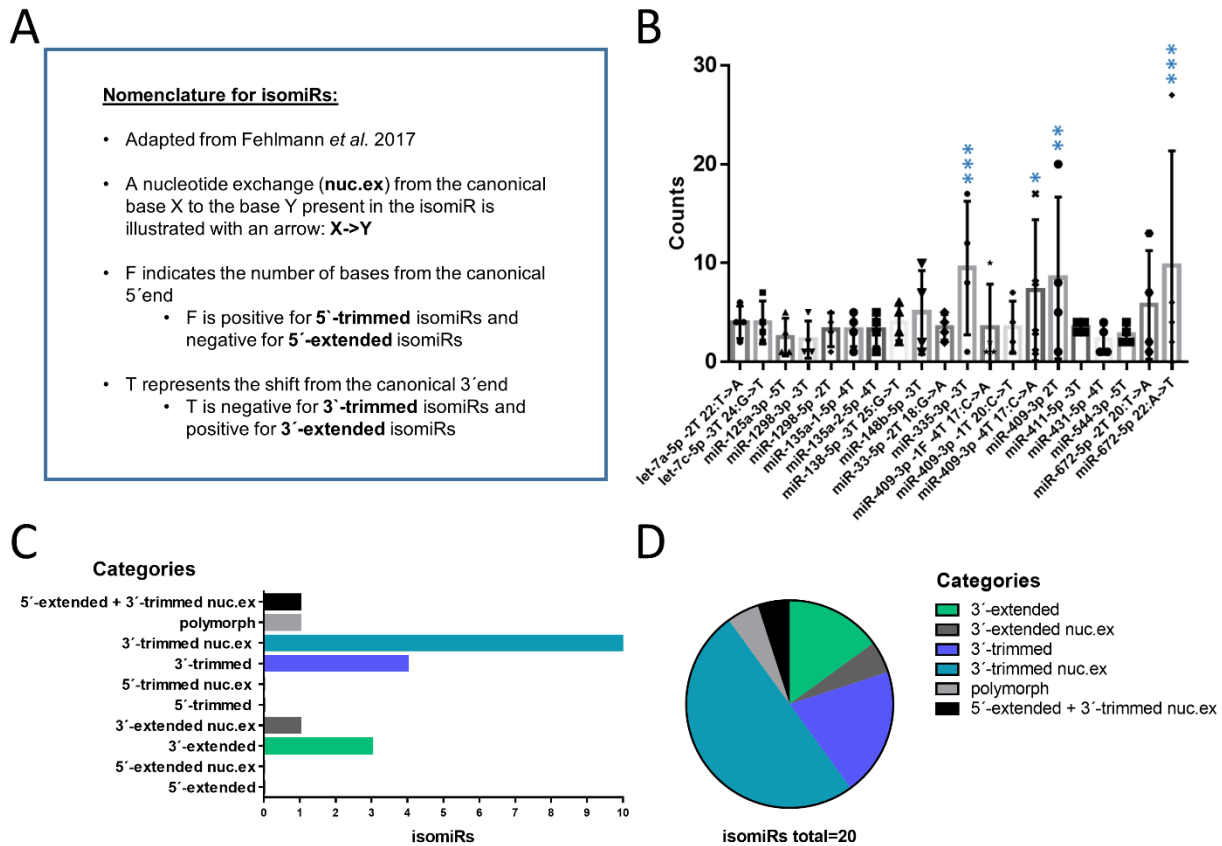 A
Nomenclature for isomiRs:
• Adapted from Fehlmann et al. 2017
• A nucleotide exchange (nuc.ex) from the canonical
base X to the base Y present in the isomiR is
illustrated with an arrow: X->Y
• F indicates the number of bases from the canonical
5´end
• F is positive for 5`-trimmed isomiRs and
negative for 5´-extended isomiRs
• T represents the shift from the canonical 3´end
• T is negative for 3`-trimmed isomiRs and
positive for 3´-extended isomiRs
B
Counts
30
20
10
0
***
*
**
***
let-7a-5p -2T 22:T->A
let-7c-5p -3T 24:G->T
miR-125a-3p -5T
miR-1298-3p -3T
miR-1298-5p -2T
miR-135a-1-5p -4T
miR-135a-2-5p -4T
miR-138-5p -3T 25:G->T
miR-148b-5p -3T
miR-33-5p -2T 18:G->A
miR-335-3p -3T
miR-409-3p -1F -4T 17:C->A
miR-409-3p -1T 20:C->T
miR-409-3p -4T 17:C->A
miR-409-3p 2T
miR-411-5p -3T
miR-431-5p -4T
miR-544-3p -5T
miR-672-5p -2T 20:T->A
miR-672-5p 22:A->T
C
Categories
5´-extended + 3´-trimmed nuc.ex
polymorph
3´-trimmed nuc.ex
3´-trimmed
5´-trimmed nuc.ex
5´-trimmed
3´-extended nuc.ex
3´-extended
5´-extended nuc.ex
5´-extended
0 1 2 3 4 5 6 7 8 9 10
isomiRs
D
Categories
3´-extended
3´-extended nuc.ex
3´-trimmed
3´-trimmed nuc.ex
polymorph
5´-extended + 3´-trimmed nuc.ex
isomiRs total=20